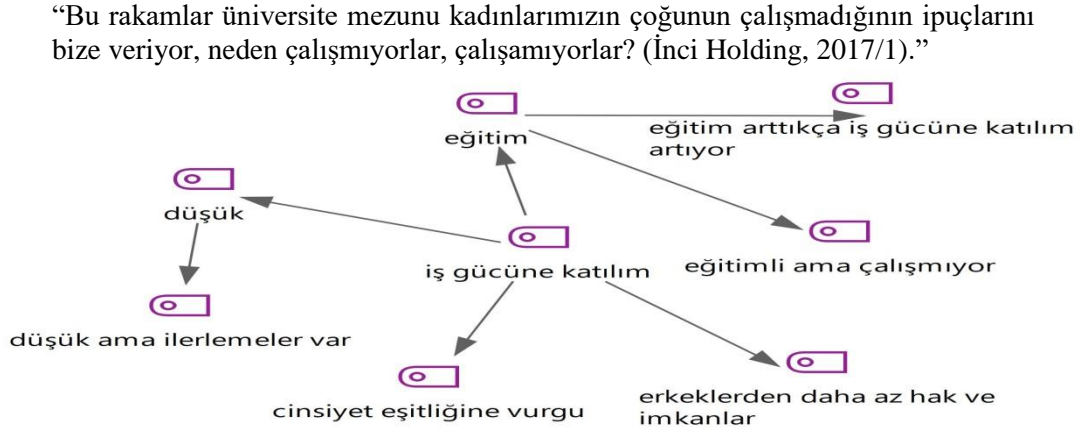 “Bu rakamlar üniversite mezunu kadınlarımızın çoğunun çalışmadığının ipuçlarını
bize veriyor, neden çalışmıyorlar, çalışamıyorlar? (İnci Holding, 2017/1).”
eğitim
eğitim arttıkça iş gücüne katılım
artıyor
düşük
iş gücüne katılım
eğitimli ama çalışmıyor
düşük ama ilerlemeler var
cinsiyet eşitliğine vurgu
erkeklerden daha az hak ve
imkanlar